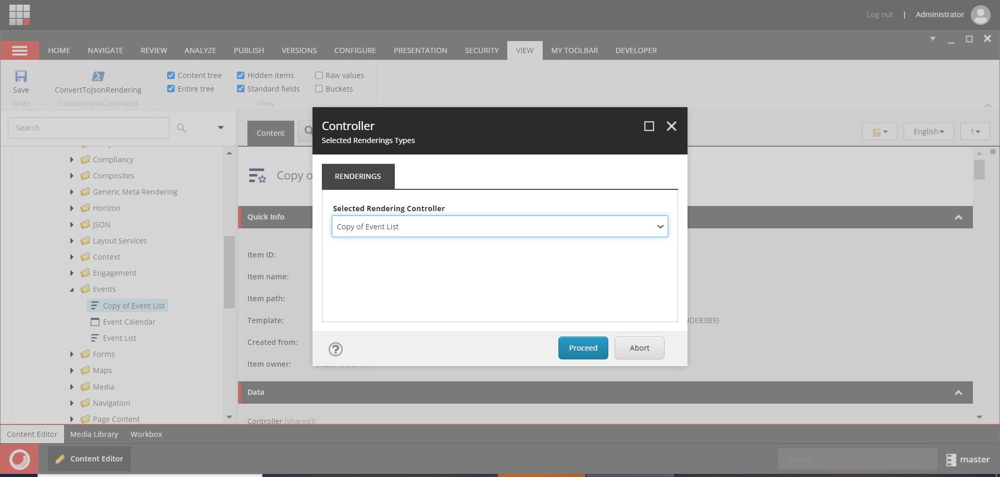 Log out | Administrator
HOME NAVIGATE REVIEW ANALYZE PUBLISH VERSIONS CONFIGURE PRESENTATION SECURITY VIEW MY TOOLBAR DEVELOPER
Content tree Hidden items Raw values
Save ConvertToJsonRendering Entire tree Standard fields Buckets
Write CustomViewCommand View
Search
Content
English 1
Controller
Selected Renderings Types
RENDERINGS
Selected Rendering Controller
Copy of Event List
? Proceed Abort
Compliancy
Composites
Generic Meta Rendering
Horizon
JSON
Layout Services
Context
Engagement
Events
Copy of Event List
Event Calendar
Event List
Forms
Maps
Media
Navigation
Page Content
Copy o
Quick Info
Item ID:
Item name:
Item path:
Template: 9DE83B9}
Created from:
Item owner:
Data
Controller [shared]:
Content Editor Media Library Workbox
Content Editor Search master